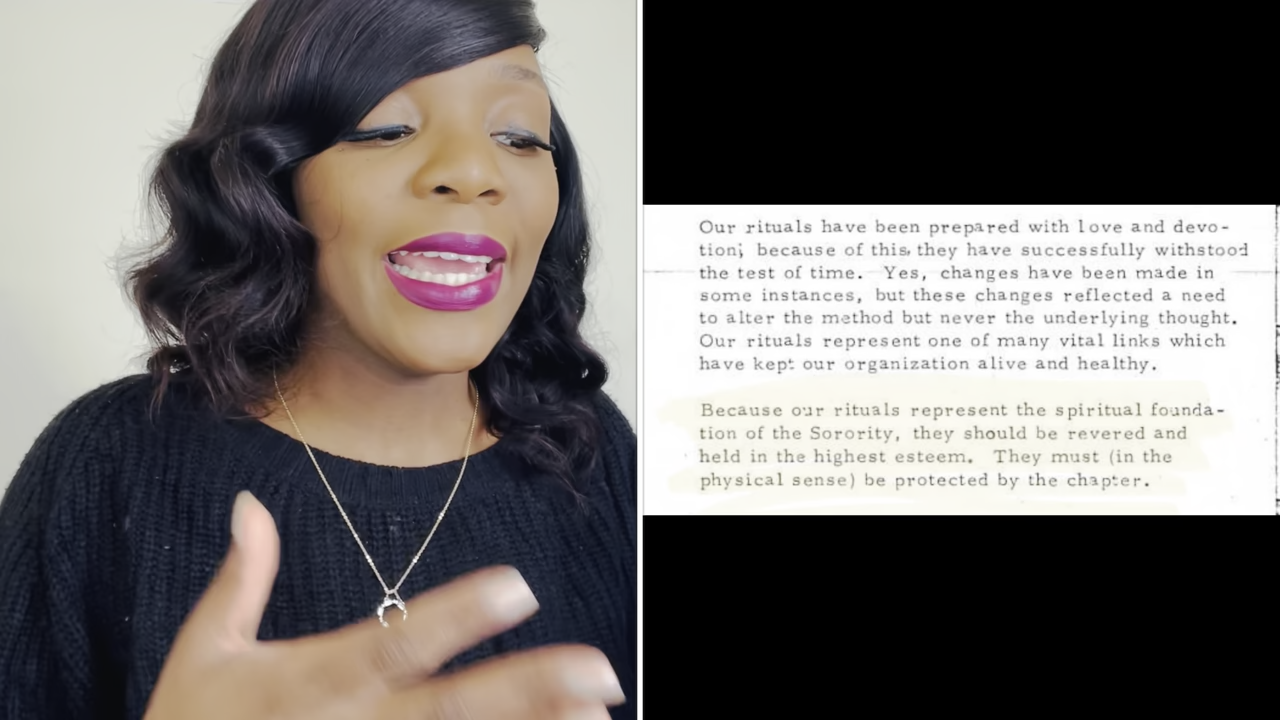 Our rituals have been prepared with love and devo-
tion; because of this, they have successfully withstood
the test of time. Yes, changes have been made in
some instances, but these changes reflected a need
to alter the method but never the underlying thought.
Our rituals represent one of many vital links which
have kept our organization alive and healthy.
Because our rituals represent the spiritual founda-
tion of the Sorority, they should be revered and
held in the highest esteem. They must (in the
physical sense) be protected by the chapter.